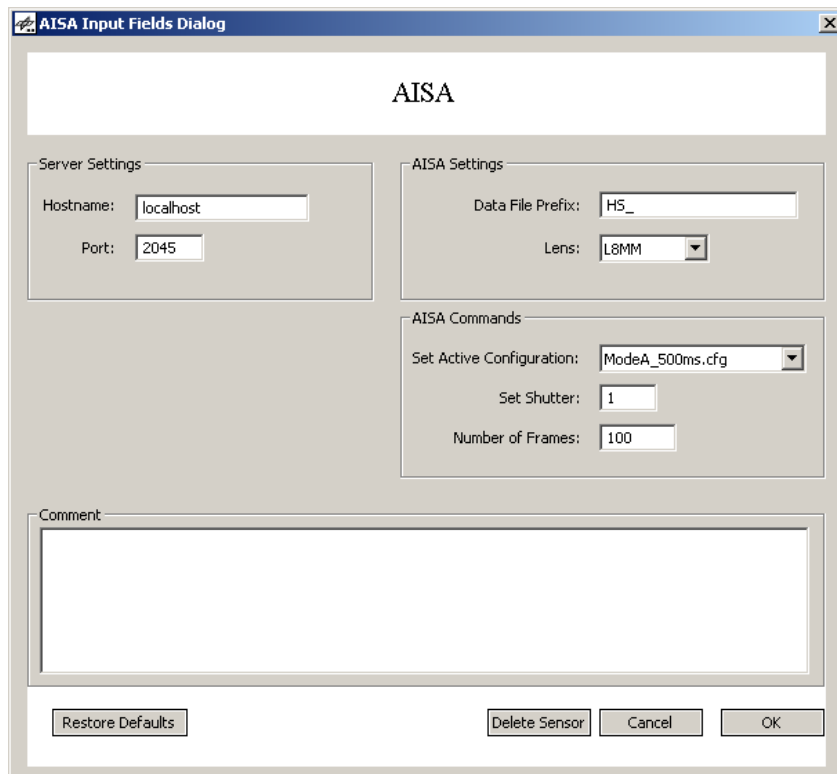 AISA Input Fields Dialog
AISA
Server Settings
Hostname: localhost
Port: 2045
AISA Settings
Data File Prefix: HS_
Lens: L8MM
AISA Commands
Set Active Configuration: ModeA_500ms.cfg
Set Shutter: 1
Number of Frames: 100
Comment
Restore Defaults Delete Sensor Cancel OK